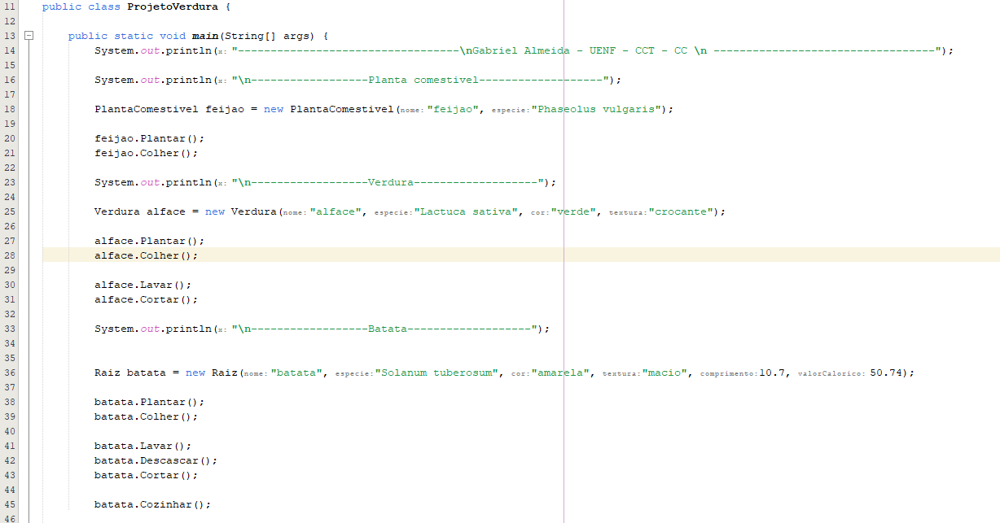 11 public class ProjetoVerdura {
12
13 public static void main(String[] args) {
14 System.out.println(x: "----------------------------------\nGabriel Almeida - UENF - CCT - CC \n ----------------------------------");
15
16 System.out.println(x: "\n------------------Planta comestivel-------------------");
17
18 PlantaComestivel feijao = new PlantaComestivel(nome: "feijao", especie: "Phaseolus vulgaris");
19
20 feijao.Plantar();
21 feijao.Colher();
22
23 System.out.println(x: "\n------------------Verdura-------------------");
24
25 Verdura alface = new Verdura(nome: "alface", especie: "Lactuca sativa", cor: "verde", textura: "crocante");
26
27 alface.Plantar();
28 alface.Colher();
29
30 alface.Lavar();
31 alface.Cortar();
32
33 System.out.println(x: "\n------------------Batata-------------------");
34
35
36 Raiz batata = new Raiz(nome: "batata", especie: "Solanum tuberosum", cor: "amarela", textura: "macio", comprimento: 10.7, valorCalorico: 50.74);
37
38 batata.Plantar();
39 batata.Colher();
40
41 batata.Lavar();
42 batata.Descascar();
43 batata.Cortar();
44
45 batata.Cozinhar();
46